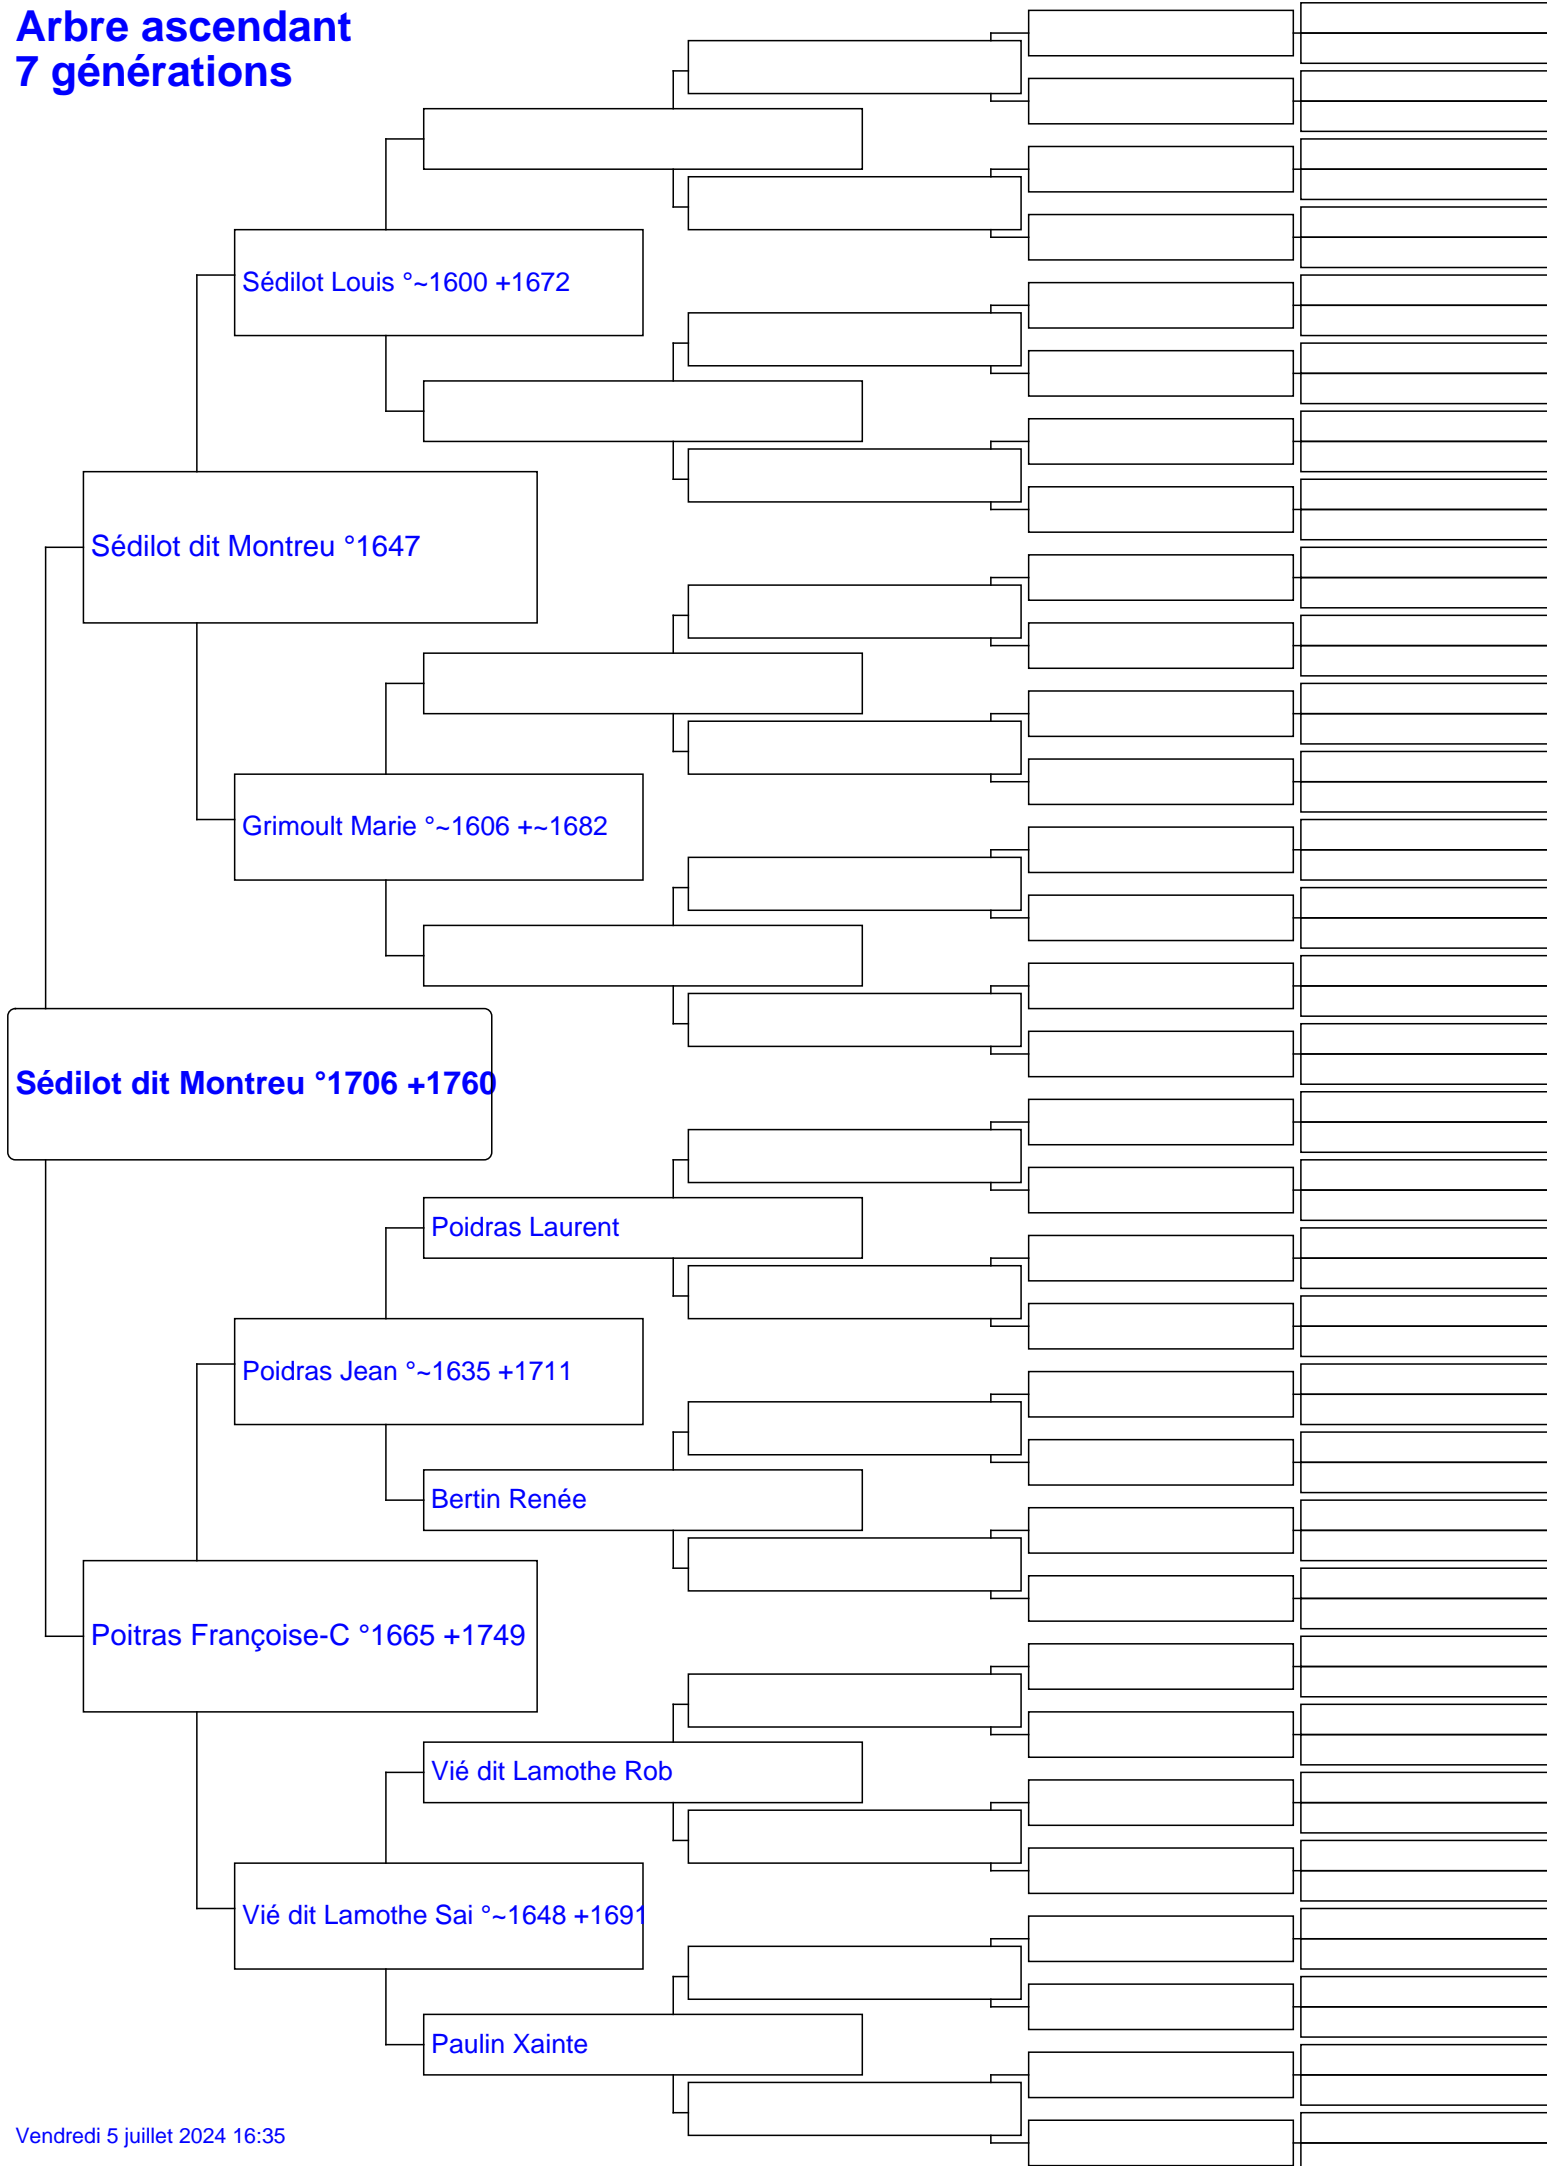 Arbre ascendant
7 générations
Sédilot Louis °~1600 +1672
Sédilot dit Montreu °1647
Grimoult Marie °~1606 +~1682
Sédilot dit Montreu °1706 +1760
Poidras Laurent
Poidras Jean °~1635 +1711
Bertin Renée
Poitras Françoise-C °1665 +1749
Vié dit Lamothe Rob
Vié dit Lamothe Sai °~1648 +1691
Paulin Xainte
Vendredi 5 juillet 2024 16:35